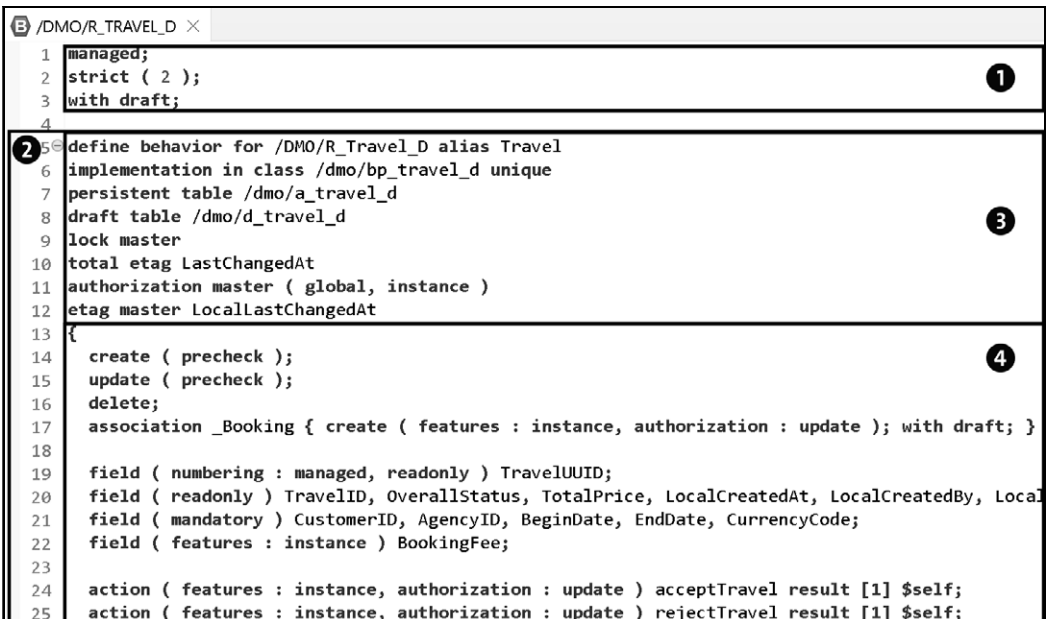 B /DMO/R_TRAVEL_D ×
1 managed;
2 strict ( 2 );
3 with draft;
4
5 define behavior for /DMO/R_Travel_D alias Travel
6 implementation in class /dmo/bp_travel_d unique
7 persistent table /dmo/a_travel_d
8 draft table /dmo/d_travel_d
9 lock master
10 total etag LastChangedAt
11 authorization master ( global, instance )
12 etag master LocalLastChangedAt
13 {
14 create ( precheck );
15 update ( precheck );
16 delete;
17 association _Booking { create ( features : instance, authorization : update ); with draft; }
18
19 field ( numbering : managed, readonly ) TravelUUID;
20 field ( readonly ) TravelID, OverallStatus, TotalPrice, LocalCreatedAt, LocalCreatedBy, Local
21 field ( mandatory ) CustomerID, AgencyID, BeginDate, EndDate, CurrencyCode;
22 field ( features : instance ) BookingFee;
23
24 action ( features : instance, authorization : update ) acceptTravel result [1] $self;
25 action ( features : instance, authorization : update ) rejectTravel result [1] $self;
1
2
3
4